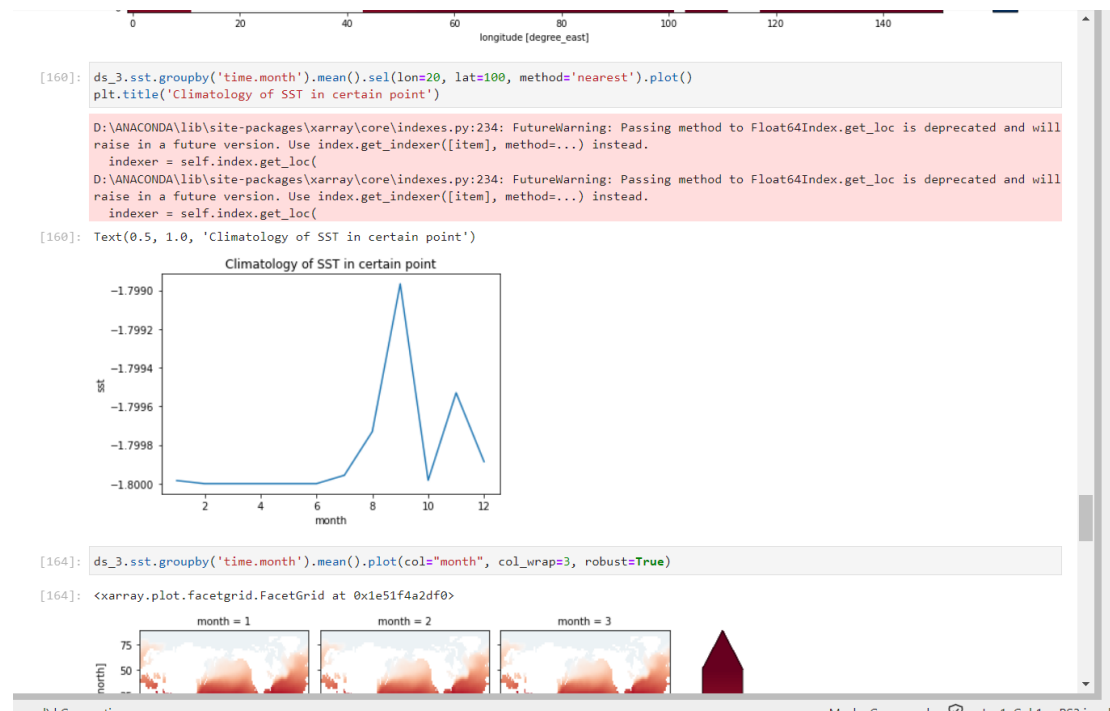 0 20 40 60 80 100 120 140
longitude [degree_east]
[160]: ds_3.sst.groupby('time.month').mean().sel(lon=20, lat=100, method='nearest').plot()
plt.title('Climatology of SST in certain point')
D:\ANACONDA\lib\site-packages\xarray\core\indexes.py:234: FutureWarning: Passing method to Float64Index.get_loc is deprecated and will
raise in a future version. Use index.get_indexer([item], method=...) instead.
  indexer = self.index.get_loc(
D:\ANACONDA\lib\site-packages\xarray\core\indexes.py:234: FutureWarning: Passing method to Float64Index.get_loc is deprecated and will
raise in a future version. Use index.get_indexer([item], method=...) instead.
  indexer = self.index.get_loc(
[160]: Text(0.5, 1.0, 'Climatology of SST in certain point')
Climatology of SST in certain point
−1.7990
−1.7992
−1.7994
sst
−1.7996
−1.7998
−1.8000
2 4 6 8 10 12
month
[164]: ds_3.sst.groupby('time.month').mean().plot(col="month", col_wrap=3, robust=True)
[164]: <xarray.plot.facetgrid.FacetGrid at 0x1e51f4a2df0>
month = 1 month = 2 month = 3
75
50
north]